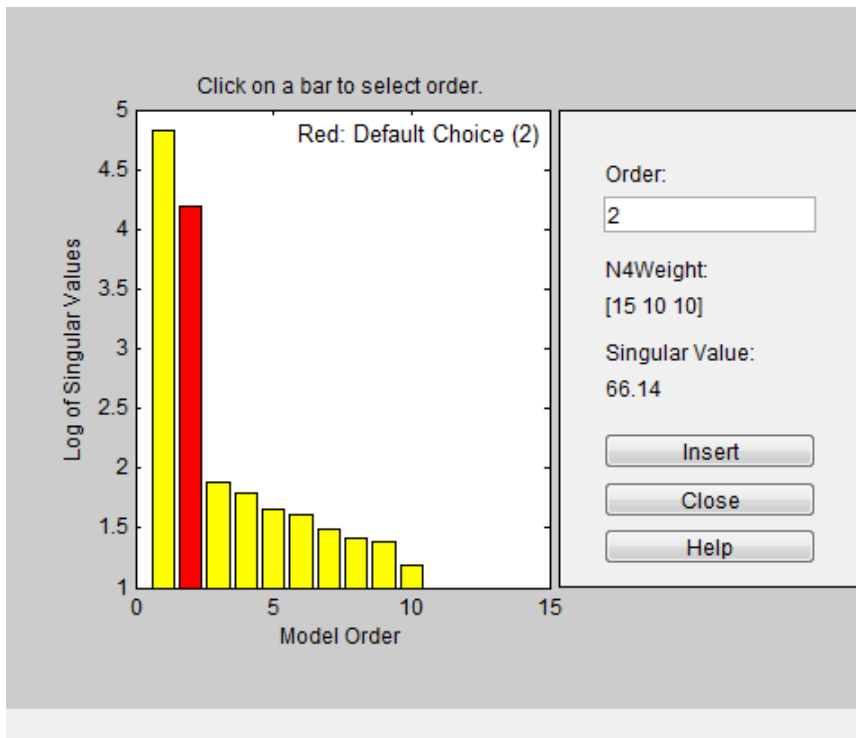 Click on a bar to select order.
Red: Default Choice (2)
5
4.5
4
3.5
3
2.5
2
1.5
1
Log of Singular Values
0
5
10
15
Model Order
Order:
2
N4Weight:
[15 10 10]
Singular Value:
66.14
Insert
Close
Help